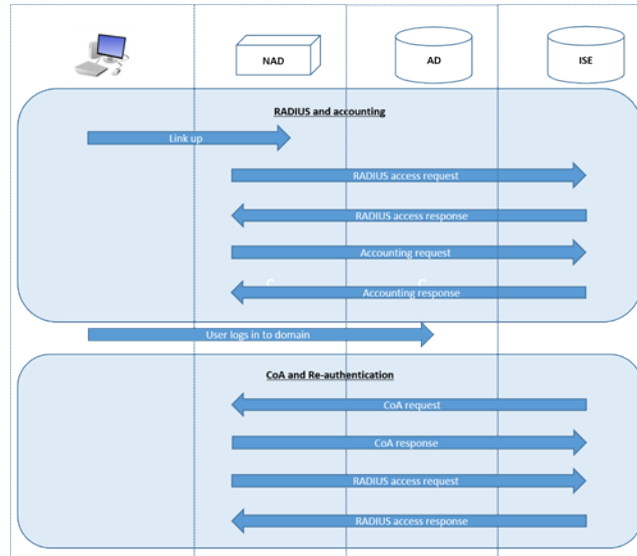 NAD
AD
ISE
RADIUS and accounting
Link up
RADIUS access request
RADIUS access response
Accounting request
Accounting response
User logs in to domain
CoA and Re-authentication
CoA request
CoA response
RADIUS access request
RADIUS access response